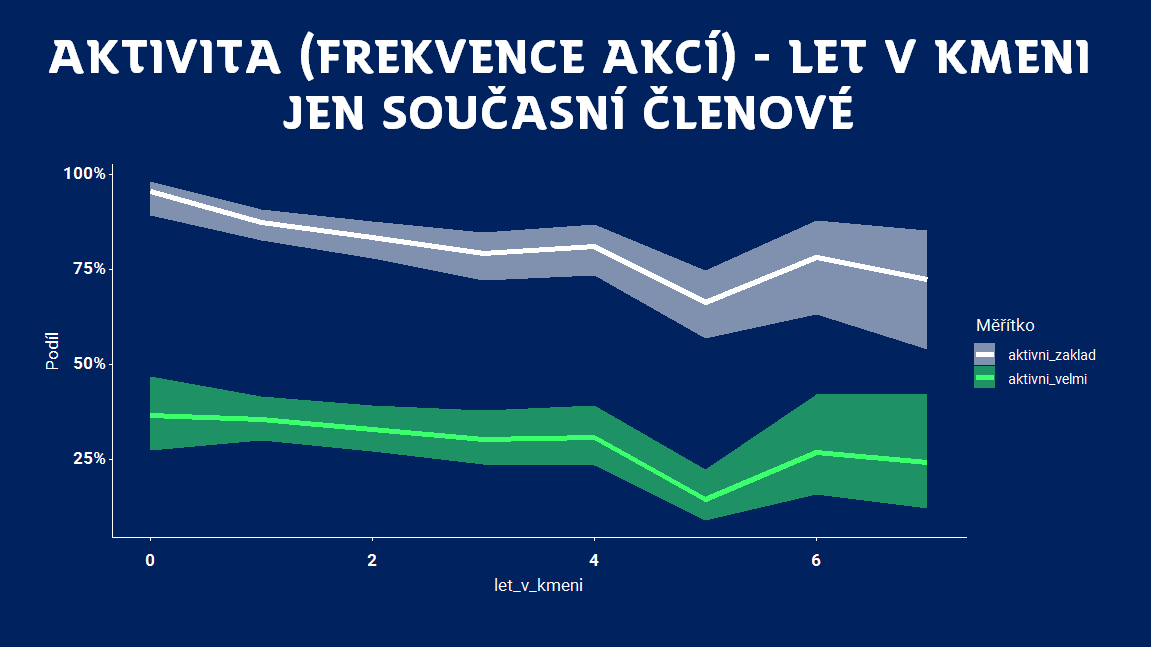 AKTIVITA (FREKVENCE AKCÍ) - LET V KMENI
JEN SOUČASNÍ ČLENOVÉ
100%
75%
50%
25%
Podíl
0
2
4
6
let_v_kmeni
Měřítko
aktivni_zaklad
aktivni_velmi